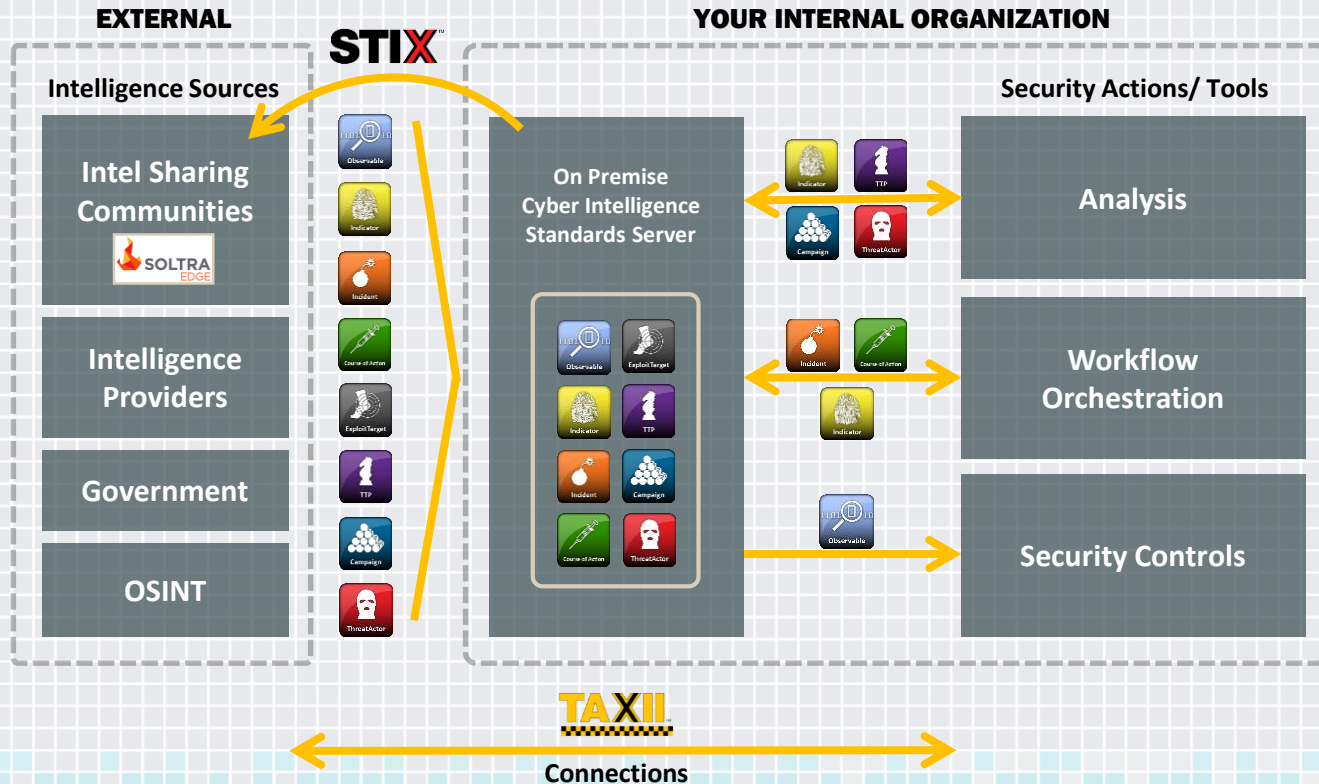 EXTERNAL
YOUR INTERNAL ORGANIZATION
STIX™
Intelligence Sources
Security Actions/ Tools
Intel Sharing
Communities
SOLTRA
EDGE
Intelligence
Providers
Government
OSINT
Observable
Indicator
Incident
Course of Action
ExploitTarget
TTP
Campaign
ThreatActor
On Premise
Cyber Intelligence
Standards Server
Observable
ExploitTarget
Indicator
TTP
Incident
Campaign
Course of Action
ThreatActor
Indicator
TTP
Campaign
ThreatActor
Incident
Course of Action
Indicator
Observable
Analysis
Workflow
Orchestration
Security Controls
TAXII
Connections